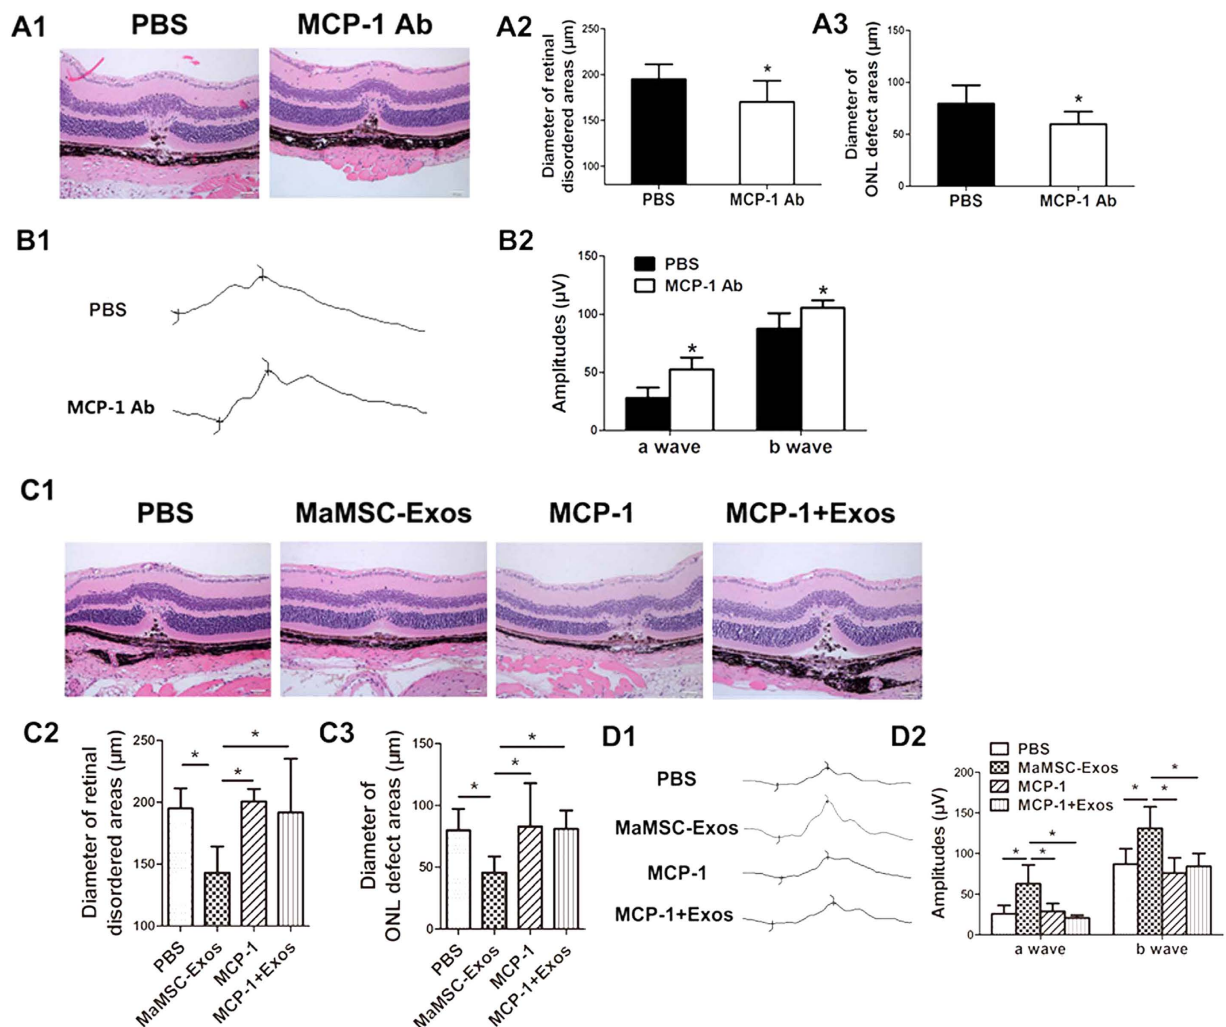 A1
PBS
MCP-1 Ab
A2
Diameter of retinal
disordered areas (µm)
250
200
150
100
*
PBS
MCP-1 Ab
A3
Diameter of
ONL defect areas (µm)
150
100
50
0
*
PBS
MCP-1 Ab
B1
PBS
MCP-1 Ab
B2
Amplitudes (µV)
150
100
50
0
PBS
MCP-1 Ab
*
*
a wave
b wave
C1
PBS
MaMSC-Exos
MCP-1
MCP-1+Exos
C2
Diameter of retinal
disordered areas (µm)
250
200
150
100
*
*
*
PBS
MaMSC-Exos
MCP-1
MCP-1+Exos
C3
Diameter of
ONL defect areas (µm)
150
100
50
0
*
*
*
PBS
MaMSC-Exos
MCP-1
MCP-1+Exos
D1
PBS
MaMSC-Exos
MCP-1
MCP-1+Exos
D2
PBS
MaMSC-Exos
MCP-1
MCP-1+Exos
Amplitudes (µV)
200
150
100
50
0
*
*
*
*
*
*
a wave
b wave